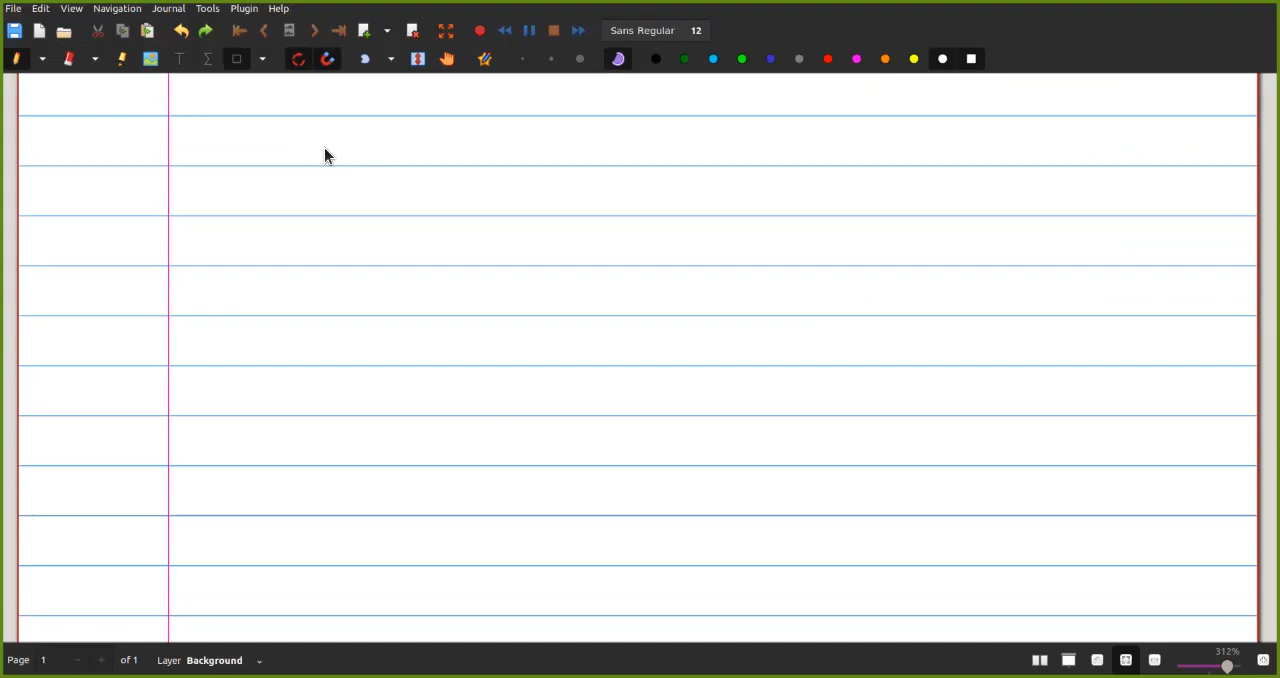 File Edit View Navigation Journal Tools Plugin Help
Sans Regular 12
Page 1 of 1 Layer Background 312%